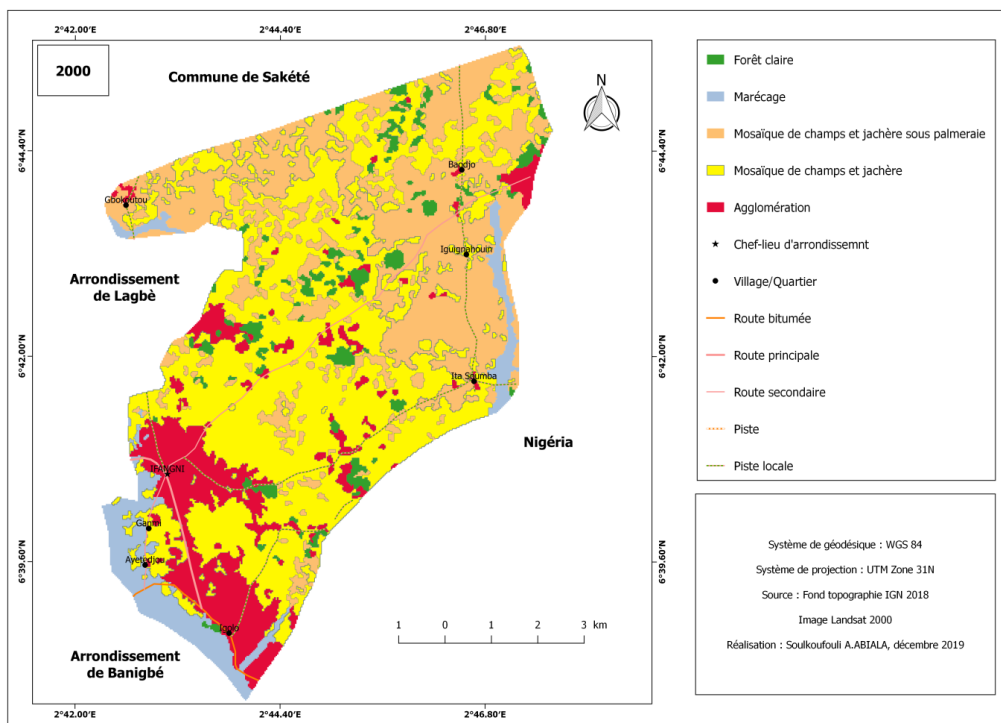 2°42.00'E 2°44.40'E 2°46.80'E
2000
Commune de Sakété
N
6°44.40'N 6°44.40'N
Baodjo
Gookoutou
Iguignahouin
Arrondissement
de Lagbè
6°42.00'N 6°42.00'N
Ita Soumba
Nigéria
IFANGNI
Ganmi
Ayetedjou
6°39.60'N 6°39.60'N
Igolo
1 0 1 2 3 km
Arrondissement
de Banigbé
2°42.00'E 2°44.40'E 2°46.80'E
Forêt claire
Marécage
Mosaïque de champs et jachère sous palmeraie
Mosaïque de champs et jachère
Agglomération
Chef-lieu d'arrondissemnt
Village/Quartier
Route bitumée
Route principale
Route secondaire
Piste
Piste locale
Système de géodésique : WGS 84
Système de projection : UTM Zone 31N
Source : Fond topographie IGN 2018
Image Landsat 2000
Réalisation : Soulkoufouli A.ABIALA, décembre 2019